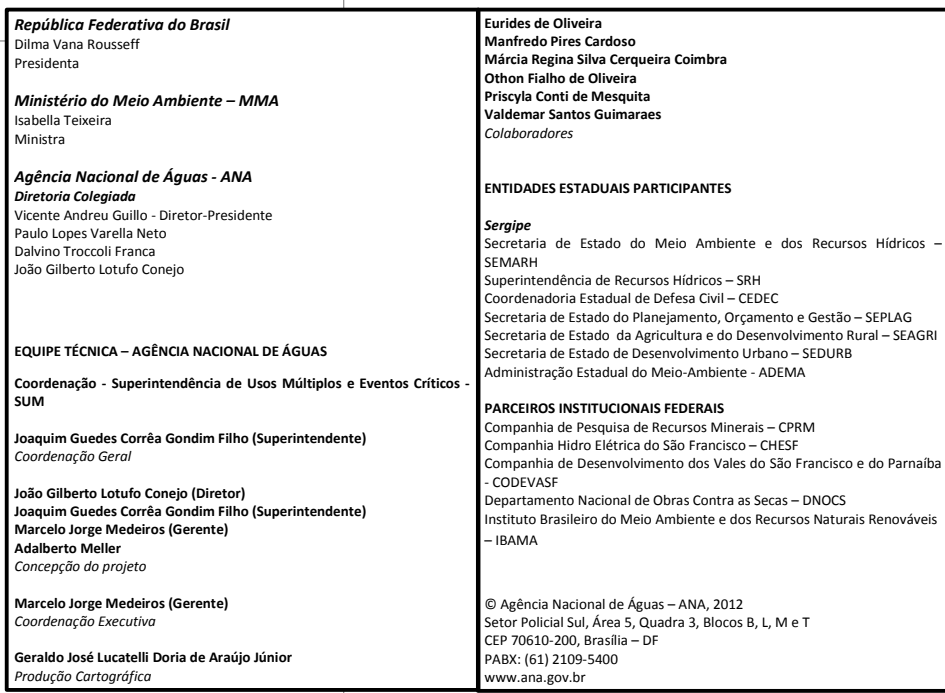 República Federativa do Brasil
Dilma Vana Rousseff
Presidenta
Ministério do Meio Ambiente – MMA
Isabella Teixeira
Ministra
Agência Nacional de Águas - ANA
Diretoria Colegiada
Vicente Andreu Guillo - Diretor-Presidente
Paulo Lopes Varella Neto
Dalvino Troccoli Franca
João Gilberto Lotufo Conejo
EQUIPE TÉCNICA – AGÊNCIA NACIONAL DE ÁGUAS
Coordenação - Superintendência de Usos Múltiplos e Eventos Críticos -
SUM
Joaquim Guedes Corrêa Gondim Filho (Superintendente)
Coordenação Geral
João Gilberto Lotufo Conejo (Diretor)
Joaquim Guedes Corrêa Gondim Filho (Superintendente)
Marcelo Jorge Medeiros (Gerente)
Adalberto Meller
Concepção do projeto
Marcelo Jorge Medeiros (Gerente)
Coordenação Executiva
Geraldo José Lucatelli Doria de Araújo Júnior
Produção Cartográfica
Eurides de Oliveira
Manfredo Pires Cardoso
Márcia Regina Silva Cerqueira Coimbra
Othon Fialho de Oliveira
Priscyla Conti de Mesquita
Valdemar Santos Guimaraes
Colaboradores
ENTIDADES ESTADUAIS PARTICIPANTES
Sergipe
Secretaria de Estado do Meio Ambiente e dos Recursos Hídricos –
SEMARH
Superintendência de Recursos Hídricos – SRH
Coordenadoria Estadual de Defesa Civil – CEDEC
Secretaria de Estado do Planejamento, Orçamento e Gestão – SEPLAG
Secretaria de Estado da Agricultura e do Desenvolvimento Rural – SEAGRI
Secretaria de Estado de Desenvolvimento Urbano – SEDURB
Administração Estadual do Meio-Ambiente - ADEMA
PARCEIROS INSTITUCIONAIS FEDERAIS
Companhia de Pesquisa de Recursos Minerais – CPRM
Companhia Hidro Elétrica do São Francisco – CHESF
Companhia de Desenvolvimento dos Vales do São Francisco e do Parnaíba
- CODEVASF
Departamento Nacional de Obras Contra as Secas – DNOCS
Instituto Brasileiro do Meio Ambiente e dos Recursos Naturais Renováveis
– IBAMA
© Agência Nacional de Águas – ANA, 2012
Setor Policial Sul, Área 5, Quadra 3, Blocos B, L, M e T
CEP 70610-200, Brasília – DF
PABX: (61) 2109-5400
www.ana.gov.br